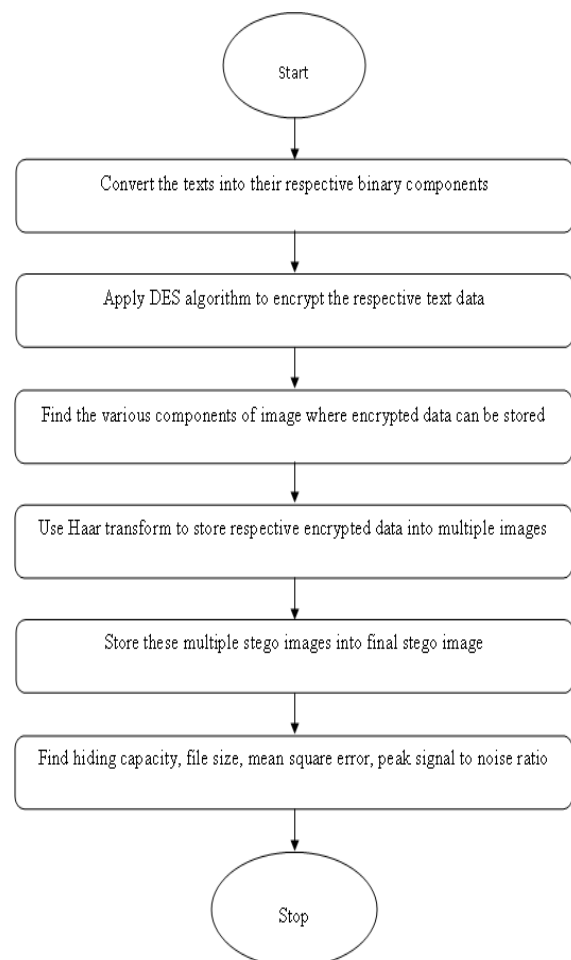 Start
Convert the texts into their respective binary components
Apply DES algorithm to encrypt the respective text data
Find the various components of image where encrypted data can be stored
Use Haar transform to store respective encrypted data into multiple images
Store these multiple stego images into final stego image
Find hiding capacity, file size, mean square error, peak signal to noise ratio
Stop